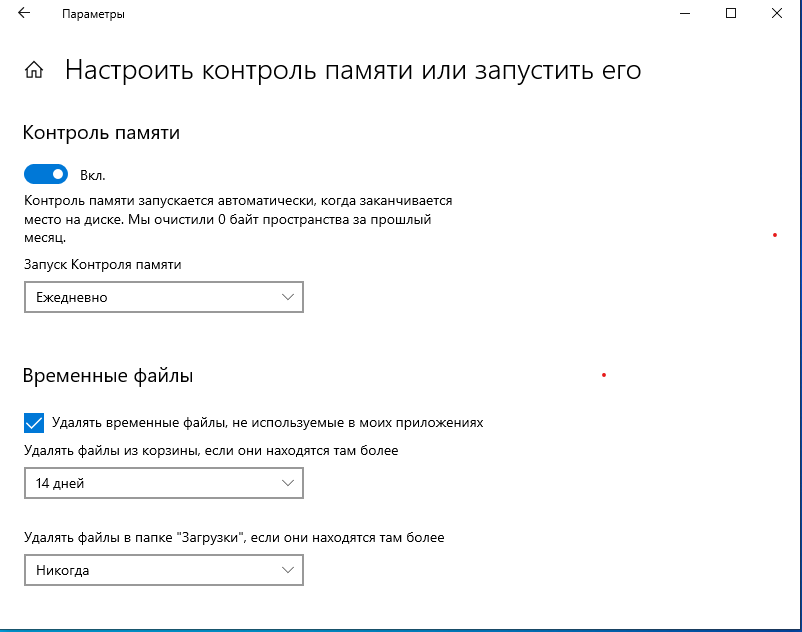 Параметры
Настроить контроль памяти или запустить его
Контроль памяти
Вкл.
Контроль памяти запускается автоматически, когда заканчивается
место на диске. Мы очистили 0 байт пространства за прошлый
месяц.
Запуск Контроля памяти
Ежедневно
Временные файлы
Удалять временные файлы, не используемые в моих приложениях
Удалять файлы из корзины, если они находятся там более
14 дней
Удалять файлы в папке "Загрузки", если они находятся там более
Никогда